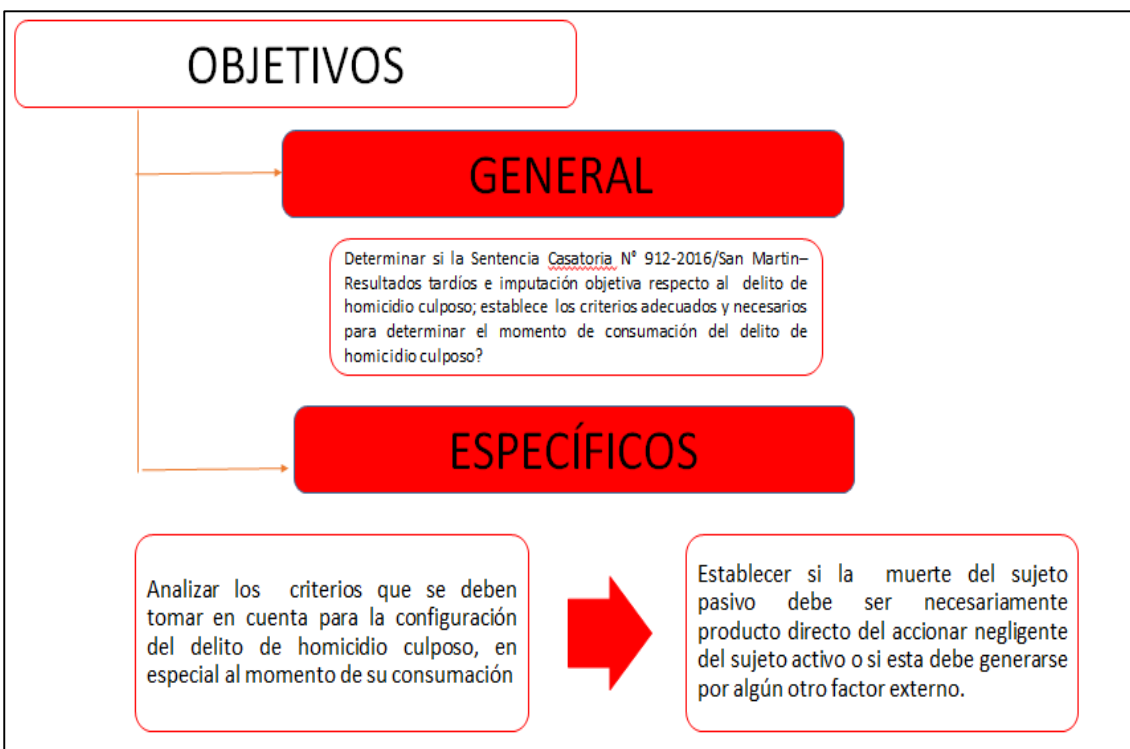 OBJETIVOS
GENERAL
Determinar si la Sentencia Casatoria N° 912-2016/San Martin–
Resultados tardíos e imputación objetiva respecto al delito de
homicidio culposo; establece los criterios adecuados y necesarios
para determinar el momento de consumación del delito de
homicidio culposo?
ESPECÍFICOS
Analizar los criterios que se deben
tomar en cuenta para la configuración
del delito de homicidio culposo, en
especial al momento de su consumación
Establecer si la muerte del sujeto
pasivo debe ser necesariamente
producto directo del accionar negligente
del sujeto activo o si esta debe generarse
por algún otro factor externo.